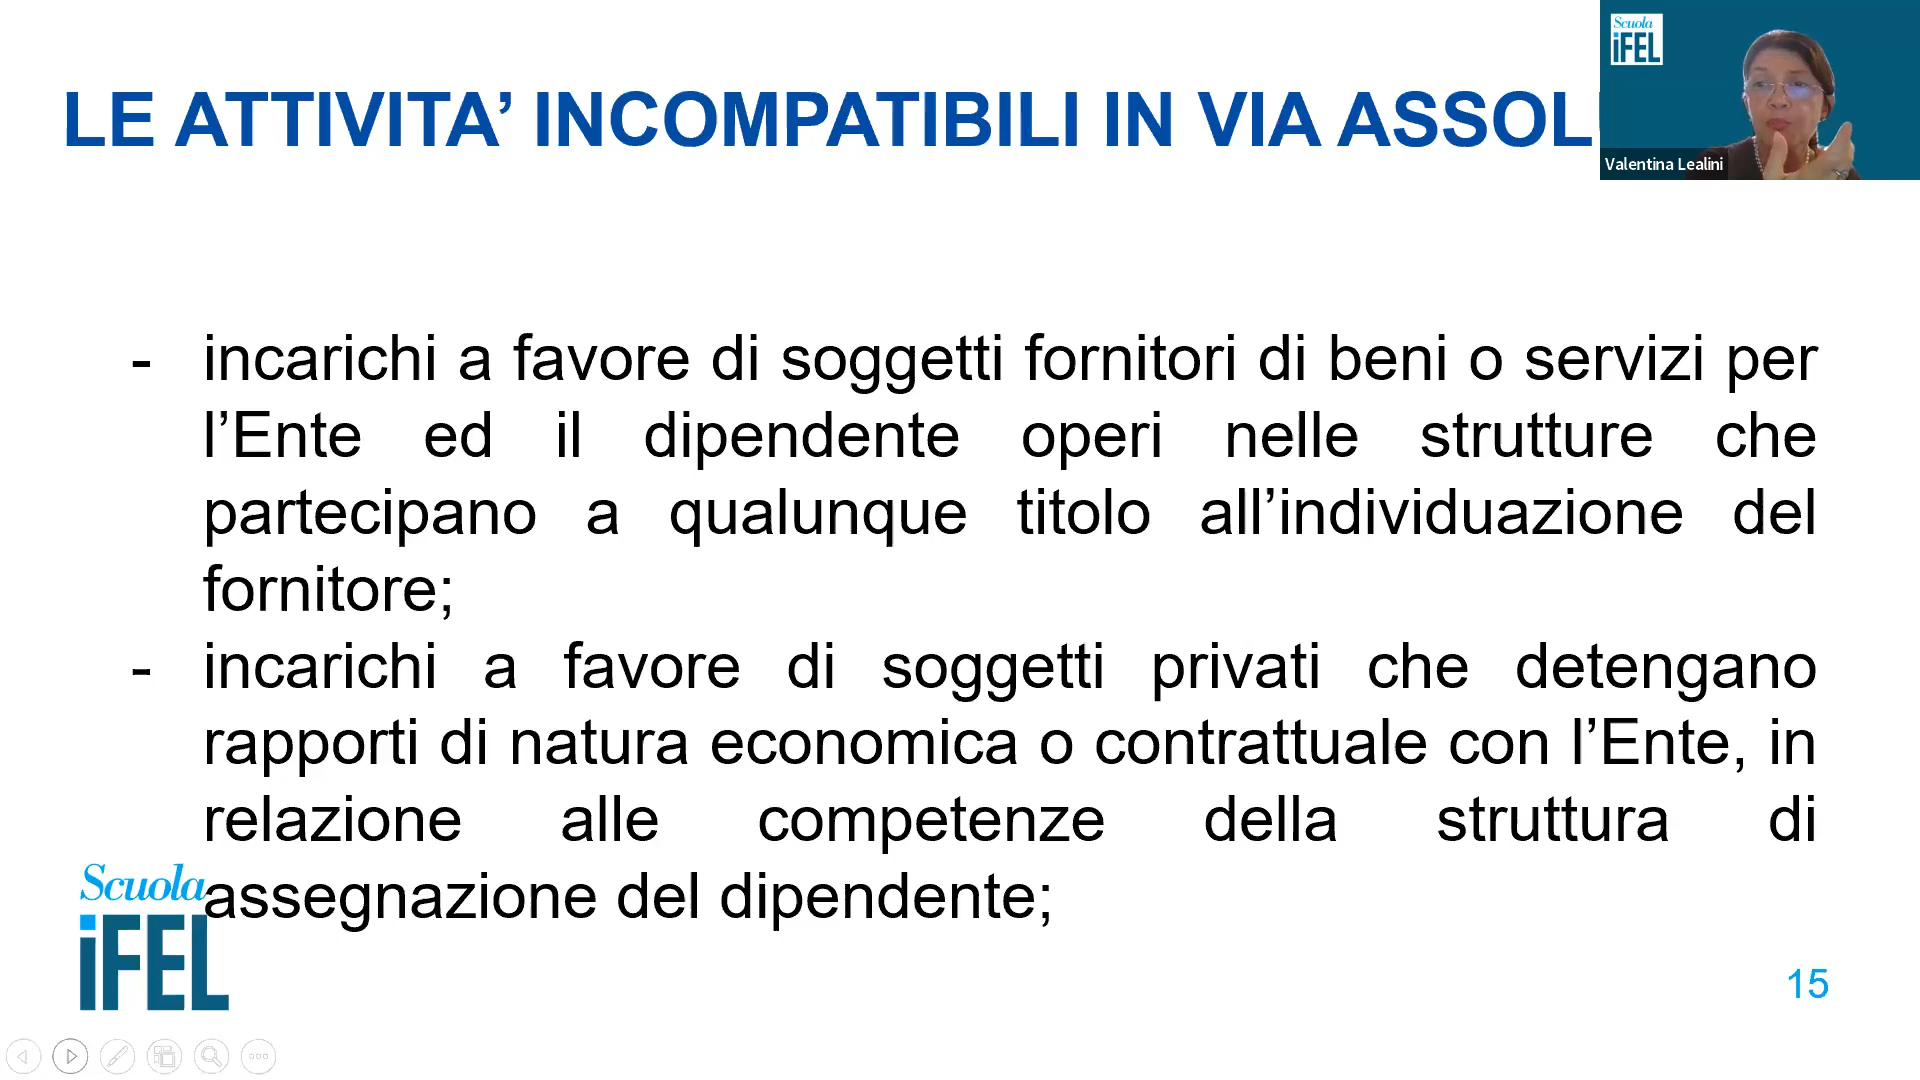 LE ATTIVITA’ INCOMPATIBILI IN VIA ASSOL
Scuola
iFEL
Valentina Lealini
- incarichi a favore di soggetti fornitori di beni o servizi per
l’Ente ed il dipendente operi nelle strutture che
partecipano a qualunque titolo all’individuazione del
fornitore;
- incarichi a favore di soggetti privati che detengano
rapporti di natura economica o contrattuale con l’Ente, in
relazione alle competenze della struttura di
assegnazione del dipendente;
Scuola
iFEL
15